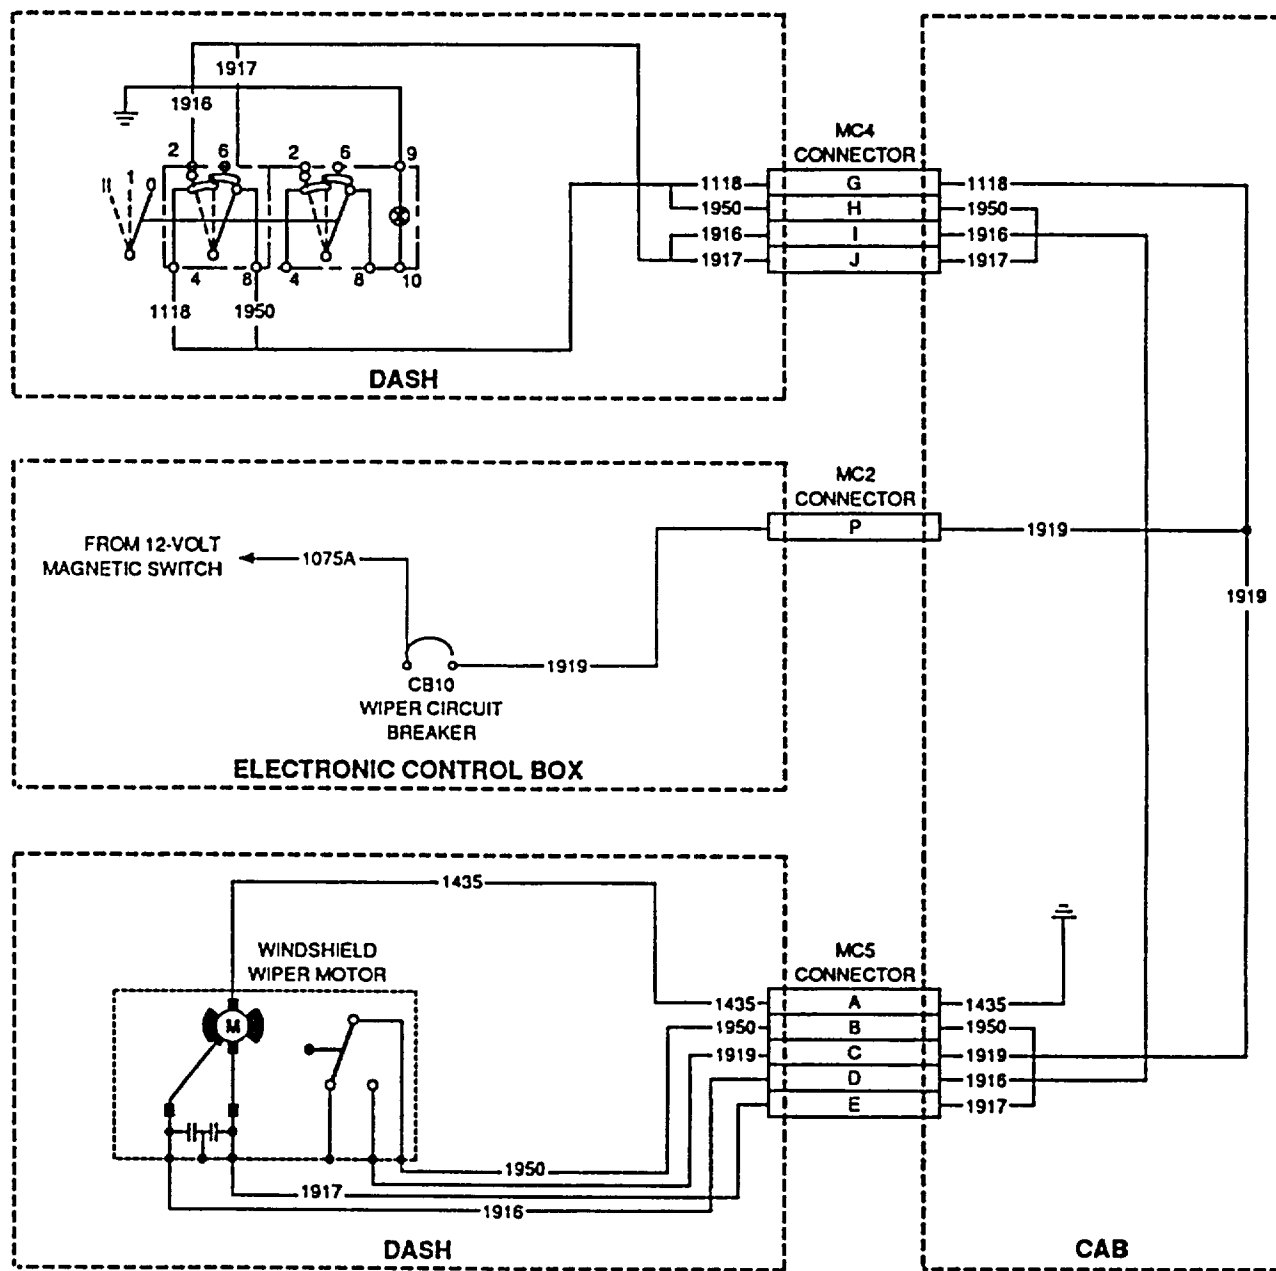 1917
1916
2 6 2 6 9
II 1 0
4 8 4 8 10
1118 1950
DASH
MC4
CONNECTOR
1118 G 1118
1950 H 1950
1916 I 1916
1917 J 1917
MC2
CONNECTOR
P 1919
FROM 12-VOLT
MAGNETIC SWITCH
1075A
1919
1919
CB10
WIPER CIRCUIT
BREAKER
ELECTRONIC CONTROL BOX
1435
WINDSHIELD
WIPER MOTOR
M
MC5
CONNECTOR
1435 A 1435
1950 B 1950
1919 C 1919
1916 D 1916
E 1917
1950
1917
1916
DASH
CAB